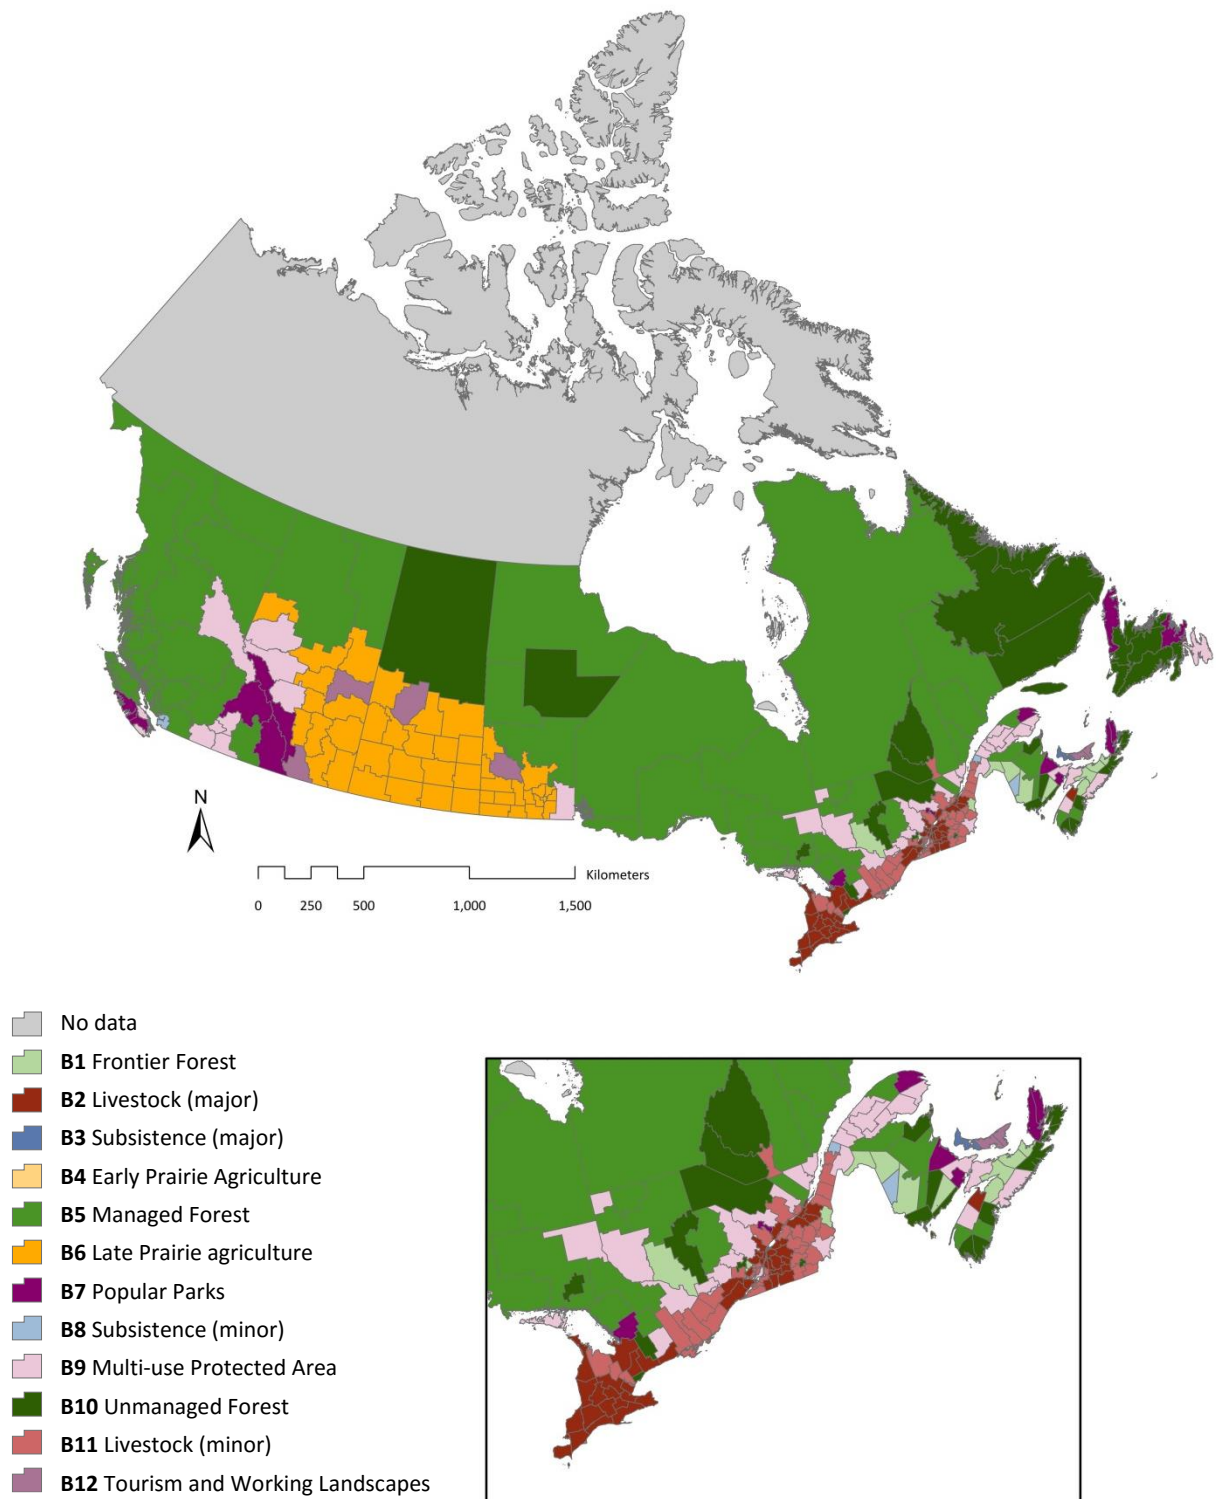 N
Kilometers
0 250 500 1,000 1,500
No data
B1 Frontier Forest
B2 Livestock (major)
B3 Subsistence (major)
B4 Early Prairie Agriculture
B5 Managed Forest
B6 Late Prairie agriculture
B7 Popular Parks
B8 Subsistence (minor)
B9 Multi-use Protected Area
B10 Unmanaged Forest
B11 Livestock (minor)
B12 Tourism and Working Landscapes